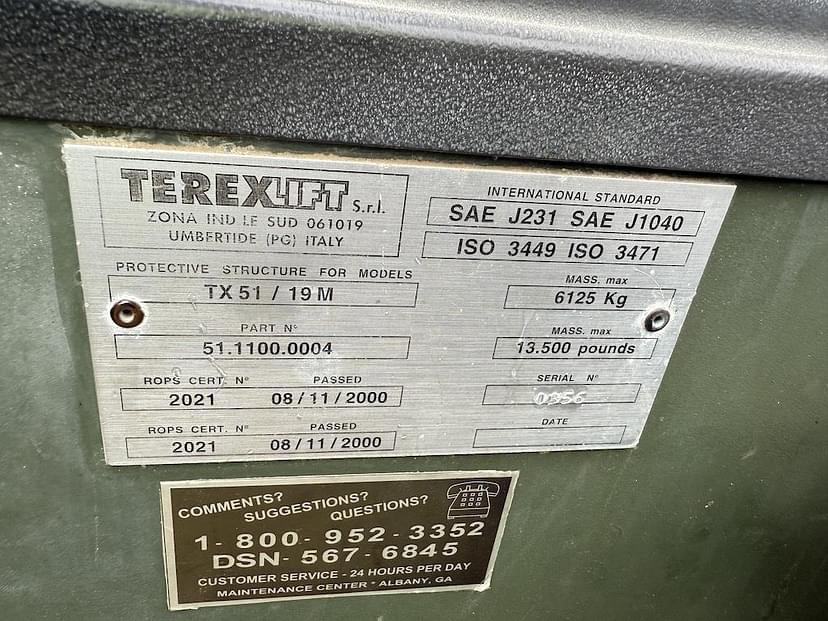 TEREXLIFT S.r.l.
ZONA IND LE SUD 061019
UMBERTIDE (PG) ITALY
INTERNATIONAL STANDARD
SAE J231 SAE J1040
ISO 3449 ISO 3471
PROTECTIVE STRUCTURE FOR MODELS
TX 51 / 19 M
MASS. max
6125 Kg
PART N°
51.1100.0004
MASS. max
13.500 pounds
ROPS CERT. N° PASSED
2021 08/11/2000
SERIAL N°
0356
ROPS CERT. N° PASSED
2021 08/11/2000
DATE
COMMENTS?
SUGGESTIONS?
QUESTIONS?
1-800-952-3352
DSN-567-6845
CUSTOMER SERVICE - 24 HOURS PER DAY
MAINTENANCE CENTER * ALBANY, GA